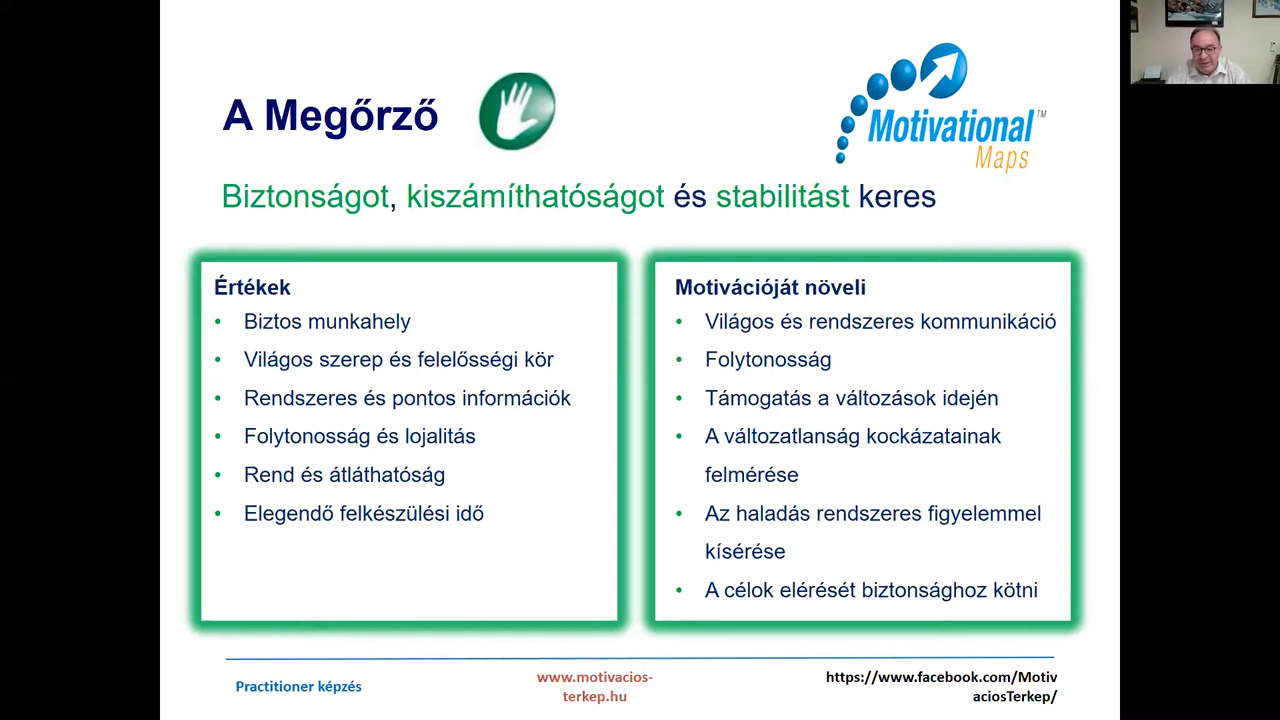 A Megőrző
Motivational™
Maps
Biztonságot, kiszámíthatóságot és stabilitást keres
Értékek
• Biztos munkahely
• Világos szerep és felelősségi kör
• Rendszeres és pontos információk
• Folytonosság és lojalitás
• Rend és átláthatóság
• Elegendő felkészülési idő
Motivációját növeli
• Világos és rendszeres kommunikáció
• Folytonosság
• Támogatás a változások idején
• A változatlanság kockázatainak
felmérése
• Az haladás rendszeres figyelemmel
kísérése
• A célok elérését biztonsághoz kötni
Practitioner képzés
www.motivacios-
terkep.hu
https://www.facebook.com/Motiv
aciosTerkep/